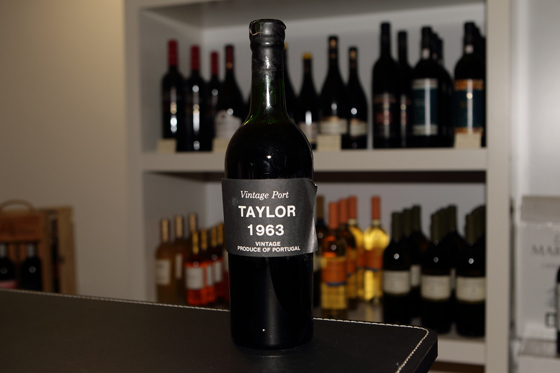 Vintage Port
TAYLOR
1963
VINTAGE
PRODUCE OF PORTUGAL